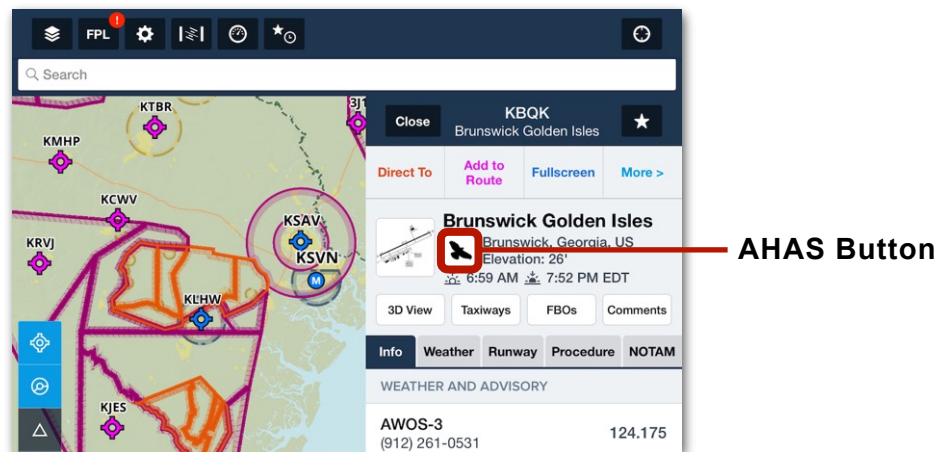 FPL
!
Search
KTBR
3J1
KMHP
KCWV
KRVJ
KSAV
KSVN
M
KLHW
KJES
Close
KBQK
Brunswick Golden Isles
Direct To
Add to
Route
Fullscreen
More >
Brunswick Golden Isles
Brunswick, Georgia, US
Elevation: 26'
6:59 AM 7:52 PM EDT
3D View Taxiways FBOs Comments
Info Weather Runway Procedure NOTAM
WEATHER AND ADVISORY
AWOS-3
(912) 261-0531
124.175
AHAS Button